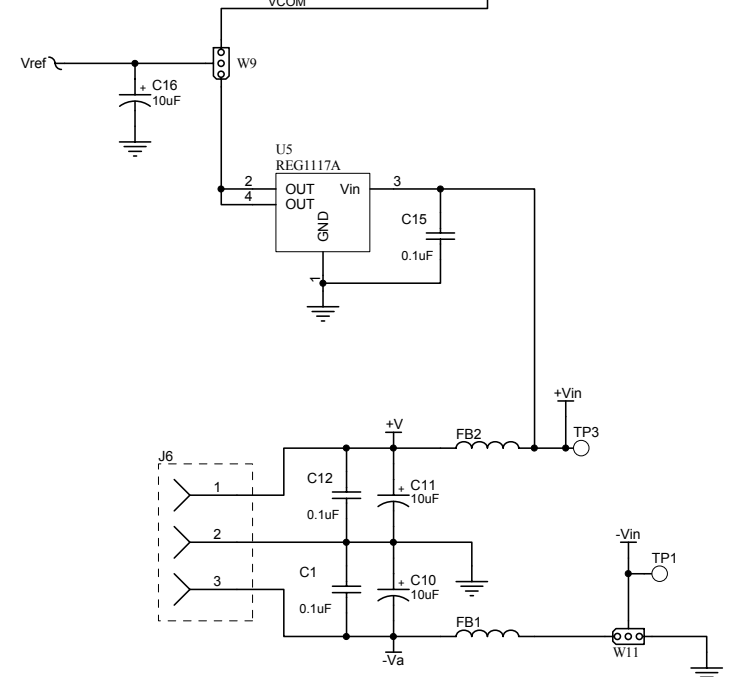 VCOM
Vref
W9
+ C16
10uF
U5
REG1117A
2 OUT Vin 3
4 OUT
GND
1
C15
0.1uF
+Vin
+V
FB2
TP3
J6
1
C12
0.1uF
+ C11
10uF
2
-Vin
TP1
3
C1
0.1uF
+ C10
10uF
FB1
-Va
W11